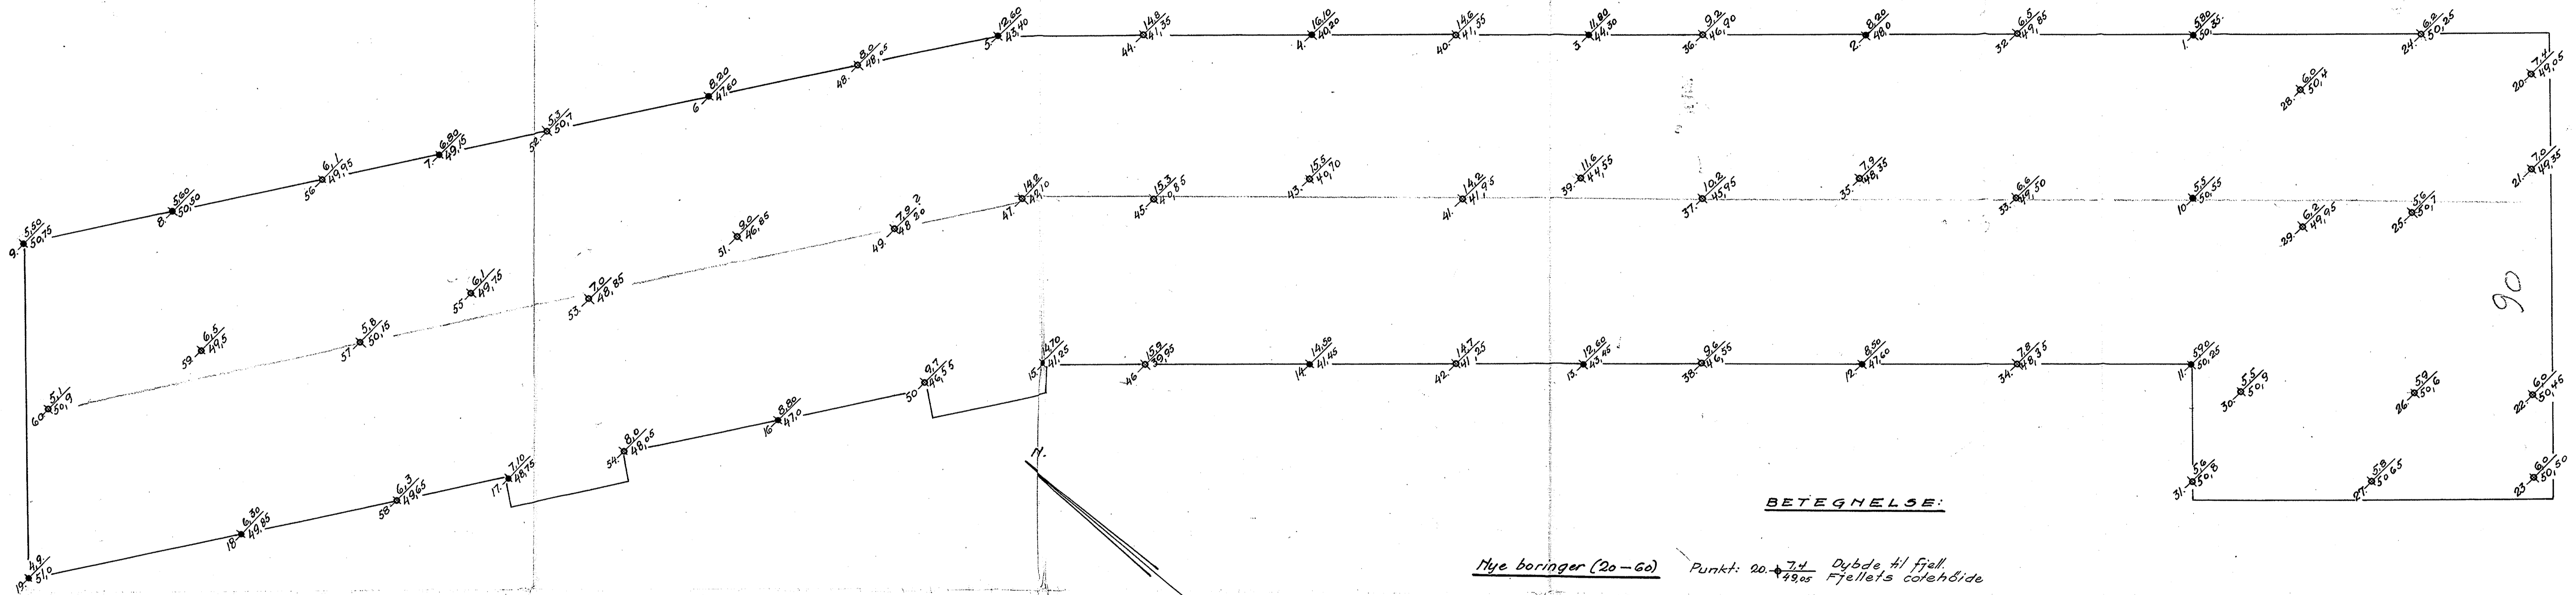 5. 12,60 43,40
44. 14,8 41,35
4. 16,10 40,20
40. 14,6 41,55
3. 11,80 44,30
36. 9,2 46,90
2. 8,20 48,0
32. 6,5 49,85
1. 5,80 50,35
24. 6,2 50,25
20. 7,4 49,05
48. 8,0 48,05
6 8,20 47,60
28. 6,0 50,4
52. 5,3 50,7
7. 6,80 49,15
56 6,1 49,95
8. 5,60 50,50
9. 5,50 50,75
47. 14,2 42,10
45. 15,3 40,85
43. 15,5 40,70
41. 14,2 41,95
39. 11,6 44,55
37. 10,2 45,95
35. 7,9 48,35
33. 6,6 49,50
10. 5,5 50,55
29. 6,2 49,95
25. 5,6 50,7
21. 7,0 49,35
49. 7,9 ? 48,20
51. 9,0 46,85
53. 7,0 48,85
55 6,1 49,75
57 5,8 50,15
59. 6,5 49,5
60 5,1 50,9
90
15. 41,25
46 15,9 39,95
14. 14,50 41,45
42. 14,7 41,25
13. 12,60 43,45
38. 9,6 46,55
12. 8,50 47,60
34. 7,8 48,35
11. 5,90 50,25
30. 5,5 50,9
26. 5,9 50,6
22. 6,0 50,45
50 9,7 46,55
16 8,80 47,0
54. 8,0 48,05
17. 7,10 48,75
58 6,3 49,65
18 6,30 49,85
19. 4,9 51,0
31. 5,6 50,8
27. 5,8 50,65
23. 6,0 50,50
N.
BETEGNELSE:
Nye boringer (20-60) Punkt: 20. 7,4 Dybde til fjell.
49,05 Fjellets cotehöide